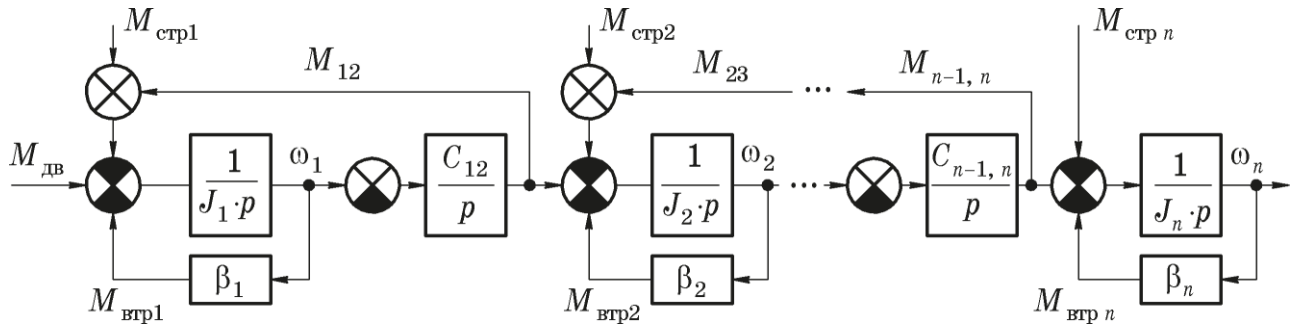 M стр1
M стр2
M стр n
M 12
M 23
...
M n−1, n
M дв
1
J 1 · p
ω 1
C 12
p
1
J 2 · p
ω 2
...
C n−1, n
p
1
J n · p
ω n
β 1
β 2
β n
M втр1
M втр2
M втр n